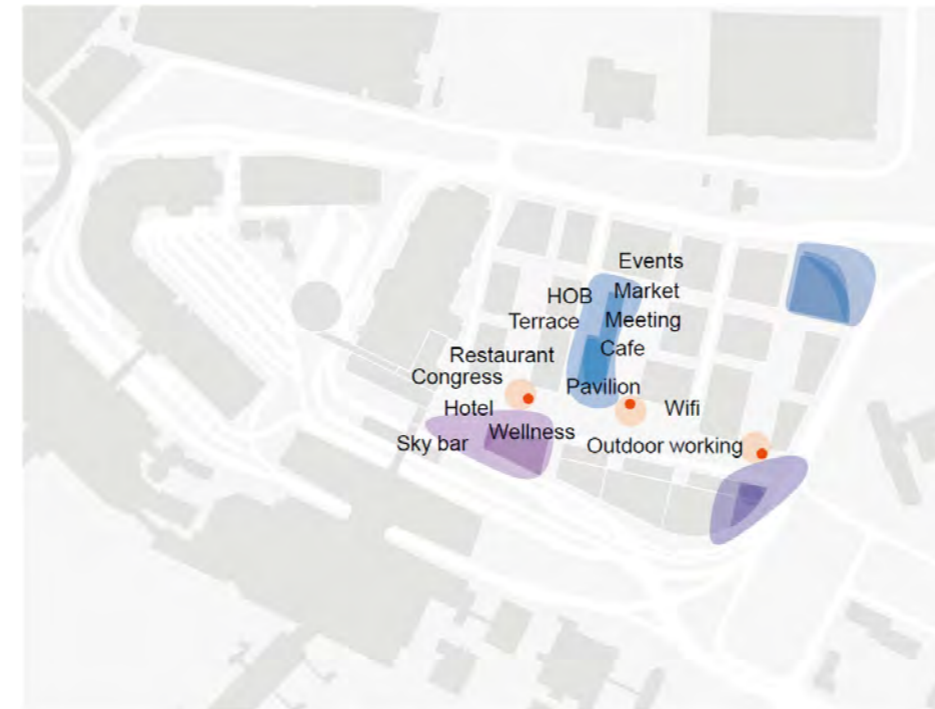 Events
HOB
Market
Terrace
Meeting
Cafe
Restaurant
Congress
Pavilion
Hotel
Wifi
Wellness
Sky bar
Outdoor working